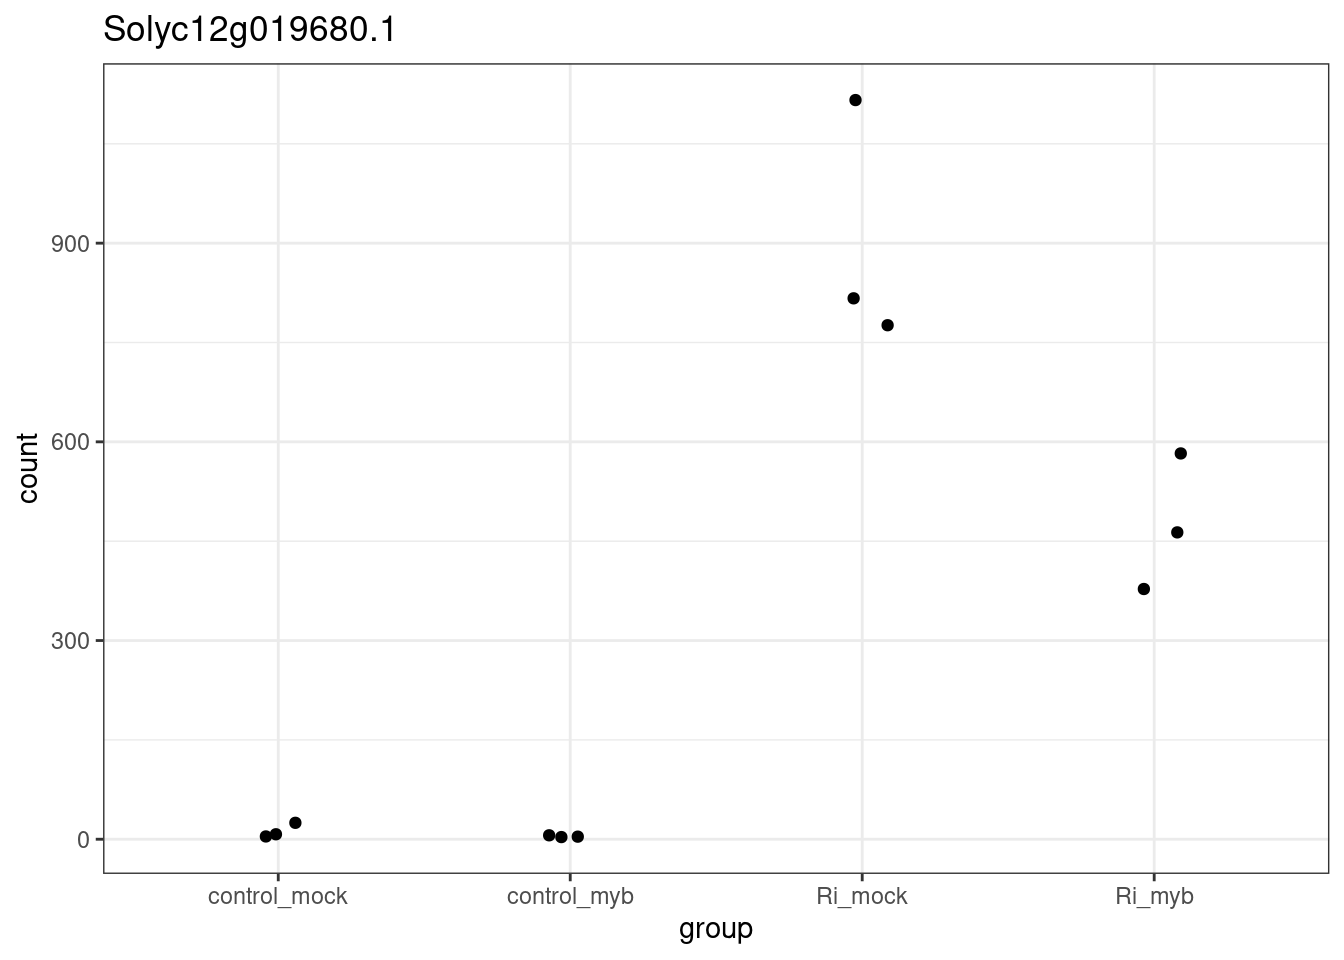 Solyc12g019680.1
900
600
300
0
count
control_mock
control_myb
Ri_mock
Ri_myb
group